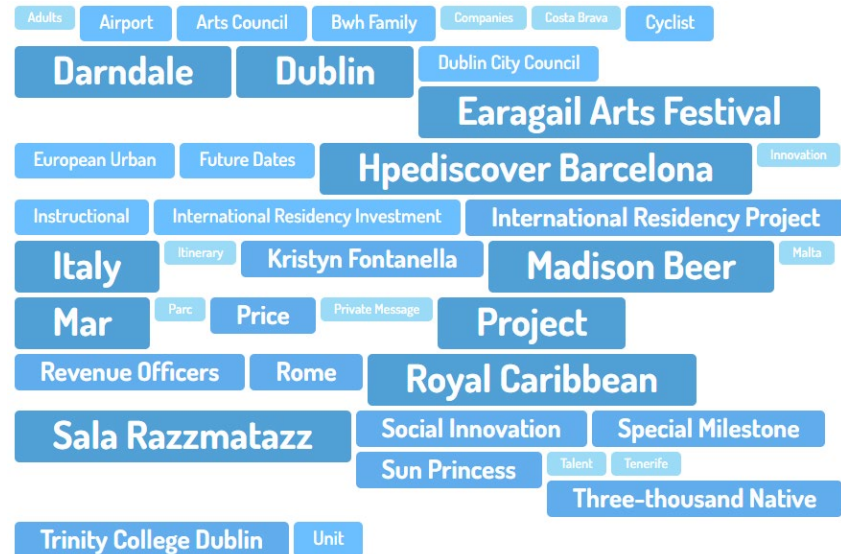 Adults Airport Arts Council Bwh Family Companies Costa Brava Cyclist
Darndale Dublin Dublin City Council
Earagail Arts Festival
European Urban Future Dates Hpediscover Barcelona Innovation
Instructional International Residency Investment International Residency Project
Italy Itinerary Kristyn Fontanella Madison Beer Malta
Mar Parc Price Private Message Project
Revenue Officers Rome Royal Caribbean
Sala Razzmatazz Social Innovation Special Milestone
Sun Princess Talent Tenerife
Three-thousand Native
Trinity College Dublin Unit